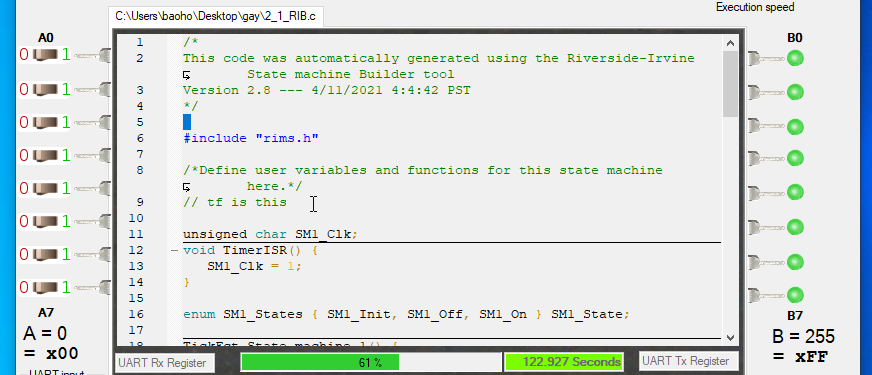 Execution speed
C:\Users\baoho\Desktop\gay\2_1_RIB.c
A0
B0
0 1
0 1
0 1
0 1
0 1
0 1
0 1
0 1
1 /*
2 This code was automatically generated using the Riverside-Irvine
State machine Builder tool
3 Version 2.8 --- 4/11/2021 4:4:42 PST
4 */
5
6 #include "rims.h"
7
8 /*Define user variables and functions for this state machine
here.*/
9 // tf is this
10
11 unsigned char SM1_Clk;
12 void TimerISR() {
13 SM1_Clk = 1;
14 }
15
16 enum SM1_States { SM1_Init, SM1_Off, SM1_On } SM1_State;
17
18
A7
A = 0
= x00
B7
B = 255
= xFF
UART Rx Register
61 %
122.927 Seconds
UART Tx Register
UART input